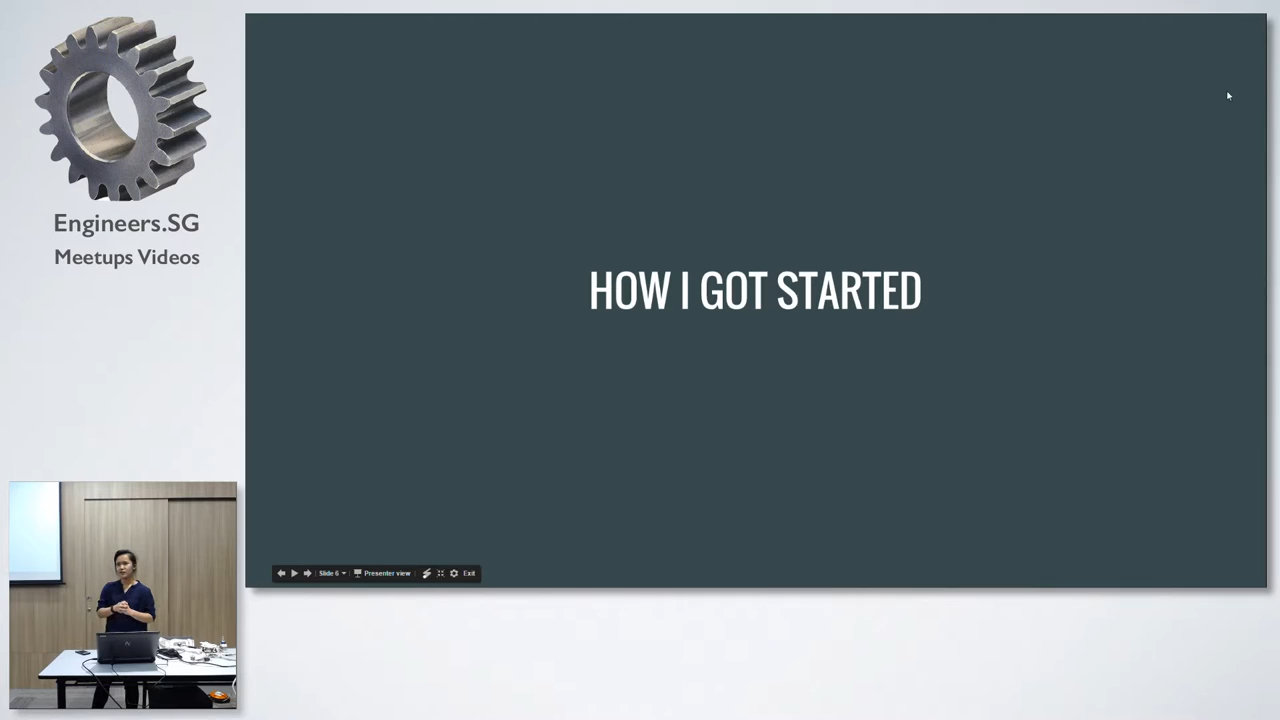 Engineers.SG
Meetups Videos
HOW I GOT STARTED
Slide 6
Presenter view
Exit